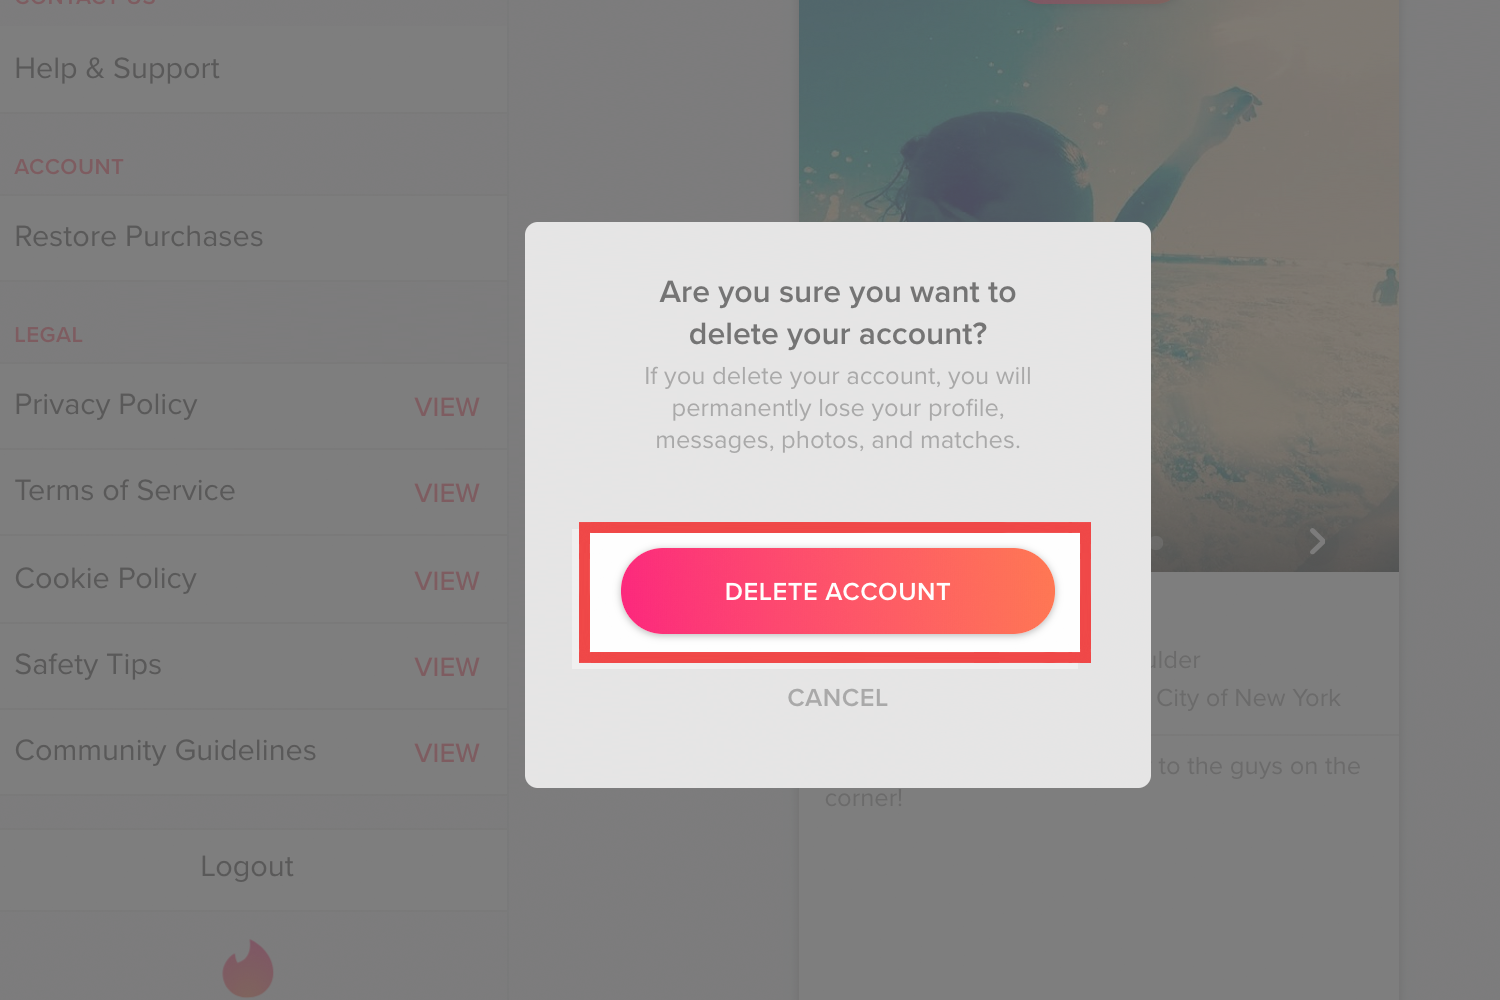 CONTACT US
Help & Support
ACCOUNT
Restore Purchases
LEGAL
Privacy Policy VIEW
Terms of Service VIEW
Cookie Policy VIEW
Safety Tips VIEW
Community Guidelines VIEW
Logout
Are you sure you want to
delete your account?
If you delete your account, you will
permanently lose your profile,
messages, photos, and matches.
DELETE ACCOUNT
CANCEL
City of New York
to the guys on the
corner!